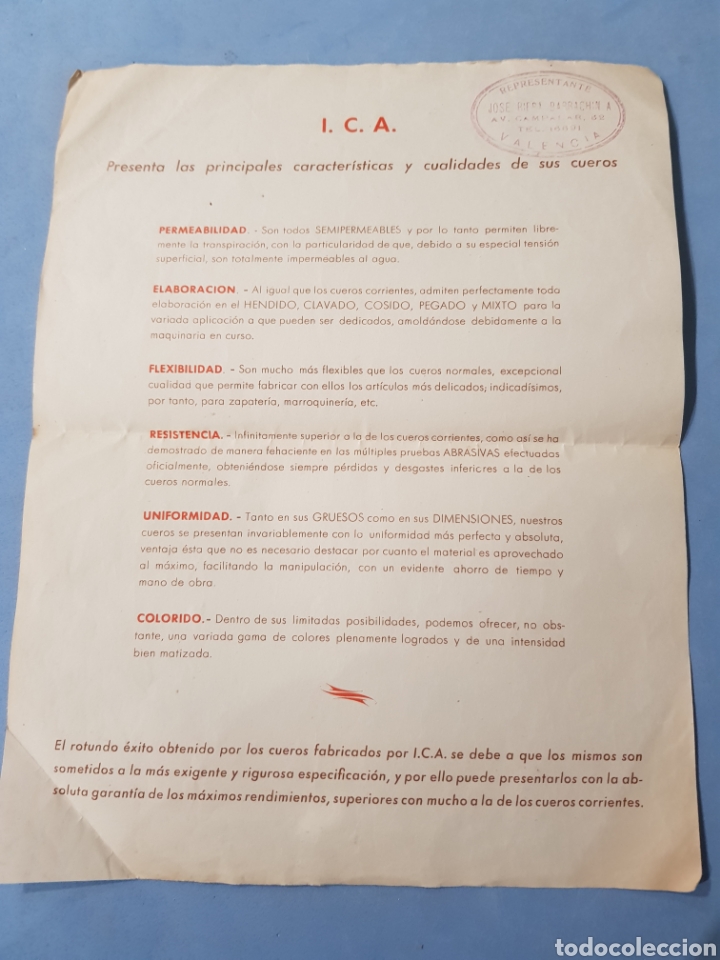 REPRESENTANTE
JOSE RIERA BARRACHINA
AV. CAMPANAR, 42
TEL. 14421
VALENCIA
I. C. A.
Presenta las principales características y cualidades de sus cueros
PERMEABILIDAD. - Son todos SEMIPERMEABLES y por lo tanto permiten libre-
mente la transpiración, con la particularidad de que, debido a su especial tensión
superficial, son totalmente impermeables al agua.
ELABORACION. - Al igual que los cueros corrientes, admiten perfectamente toda
elaboración en el HENDIDO, CLAVADO, COSIDO, PEGADO y MIXTO para la
variada aplicación a que pueden ser dedicados, amoldándose debidamente a la
maquinaria en curso.
FLEXIBILIDAD. - Son mucho más flexibles que los cueros normales, excepcional
cualidad que permite fabricar con ellos los artículos más delicados; indicadísimos,
por tanto, para zapatería, marroquinería, etc.
RESISTENCIA. - Infinitamente superior a la de los cueros corrientes, como así se ha
demostrado de manera fehaciente en las múltiples pruebas ABRASIVAS efectuadas
oficialmente, obteniéndose siempre pérdidas y desgastes inferiores a la de los
cueros normales.
UNIFORMIDAD. - Tanto en sus GRUESOS como en sus DIMENSIONES, nuestros
cueros se presentan invariablemente con la uniformidad más perfecta y absoluta,
ventaja ésta que no es necesario destacar por cuanto el material es aprovechado
al máximo, facilitando la manipulación, con un evidente ahorro de tiempo y
mano de obra.
COLORIDO. - Dentro de sus limitadas posibilidades, podemos ofrecer, no obs-
tante, una variada gama de colores plenamente logrados y de una intensidad
bien matizada.
El rotundo éxito obtenido por los cueros fabricados por I.C.A. se debe a que los mismos son
sometidos a la más exigente y rigurosa especificación, y por ello puede presentarlos con la ab-
soluta garantía de los máximos rendimientos, superiores con mucho a la de los cueros corrientes.
todocoleccion